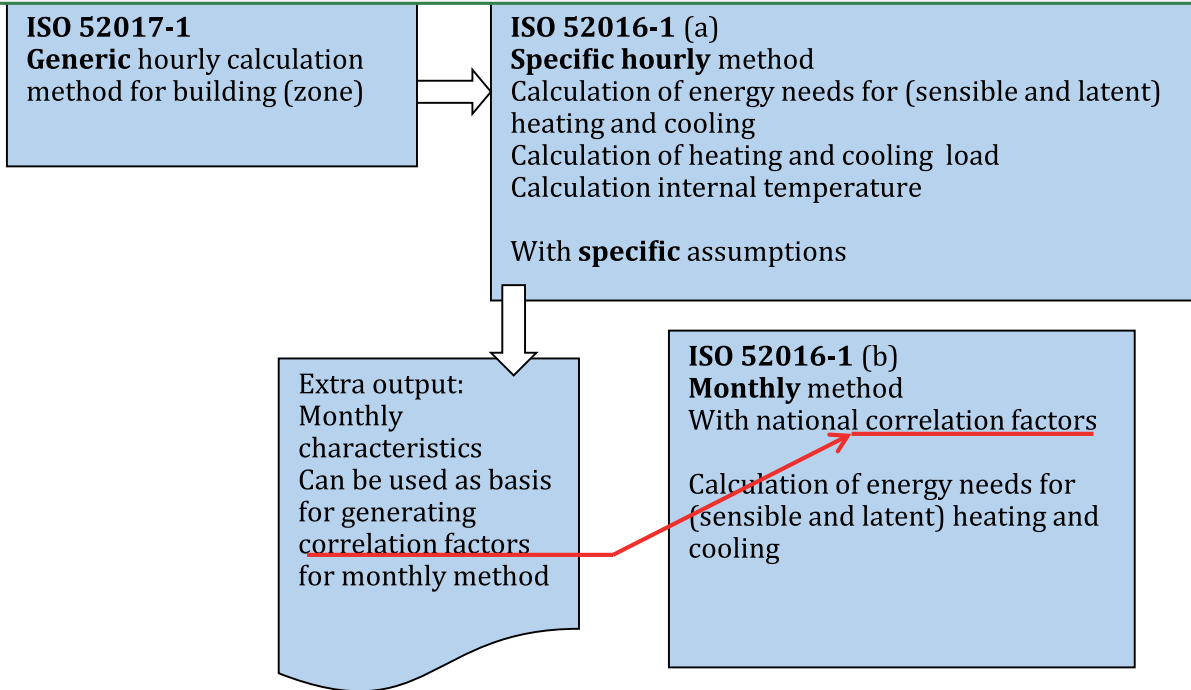 ISO 52017-1
Generic hourly calculation
method for building (zone)
ISO 52016-1 (a)
Specific hourly method
Calculation of energy needs for (sensible and latent)
heating and cooling
Calculation of heating and cooling load
Calculation internal temperature
With specific assumptions
Extra output:
Monthly
characteristics
Can be used as basis
for generating
correlation factors
for monthly method
ISO 52016-1 (b)
Monthly method
With national correlation factors
Calculation of energy needs for
(sensible and latent) heating and
cooling